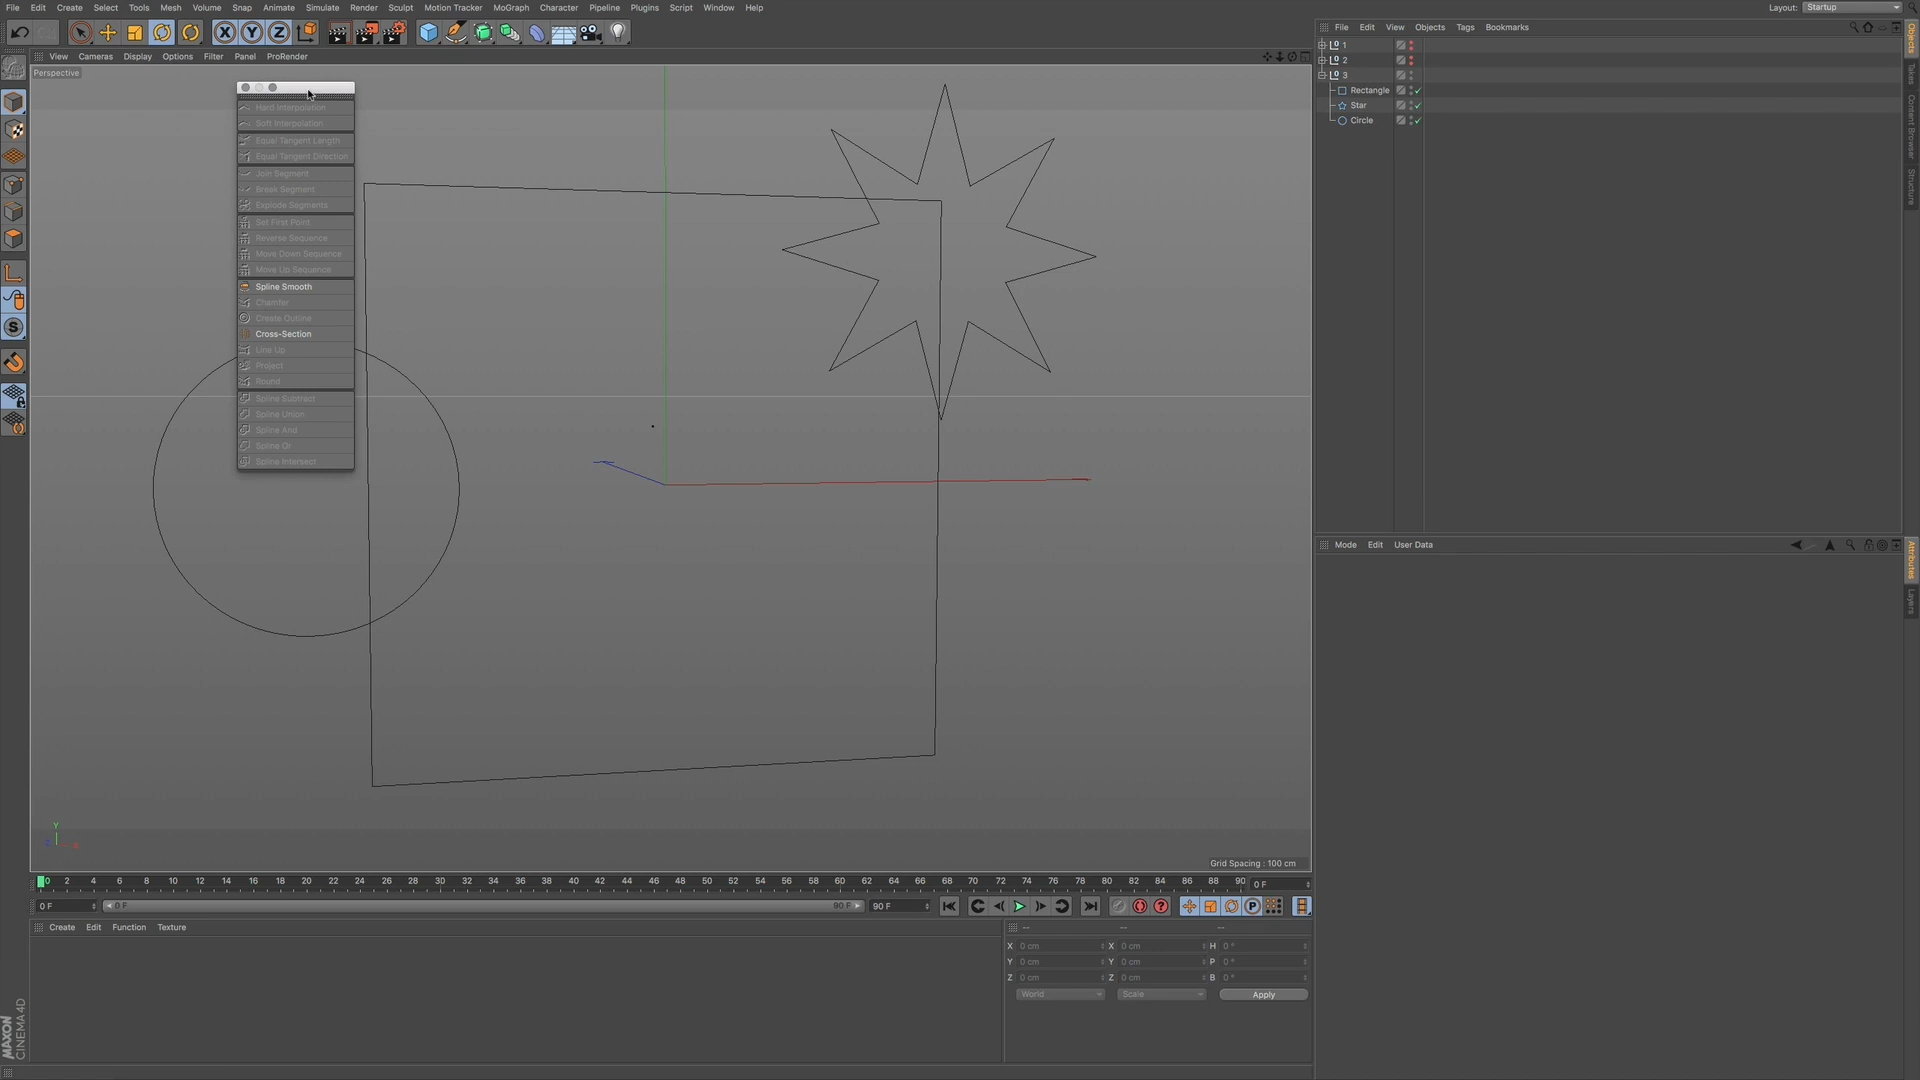 File Edit Create Select Tools Mesh Volume Snap Animate Simulate Render Sculpt Motion Tracker MoGraph Character Pipeline Plugins Script Window Help
Layout: Startup
X Y Z
File Edit View Objects Tags Bookmarks
View Cameras Display Options Filter Panel ProRender
Perspective
Hard Interpolation
Soft Interpolation
Equal Tangent Length
Equal Tangent Direction
Join Segment
Break Segment
Explode Segments
Set First Point
Reverse Sequence
Move Down Sequence
Move Up Sequence
Spline Smooth
Chamfer
Create Outline
Cross-Section
Line Up
Project
Round
Spline Subtract
Spline Union
Spline And
Spline Or
Spline Intersect
1
2
3
Rectangle
Star
Circle
Objects
Takes
Content Browser
Structure
S
Mode Edit User Data
Attributes
Layers
Y
Grid Spacing : 100 cm
0 2 4 6 8 10 12 14 16 18 20 22 24 26 28 30 32 34 36 38 40 42 44 46 48 50 52 54 56 58 60 62 64 66 68 70 72 74 76 78 80 82 84 86 88 90
0 F
0 F 0 F 90 F 90 F
P
Create Edit Function Texture
-- -- --
X 0 cm X 0 cm H 0 °
Y 0 cm Y 0 cm P 0 °
Z 0 cm Z 0 cm B 0 °
World Scale Apply
MAXON
CINEMA 4D